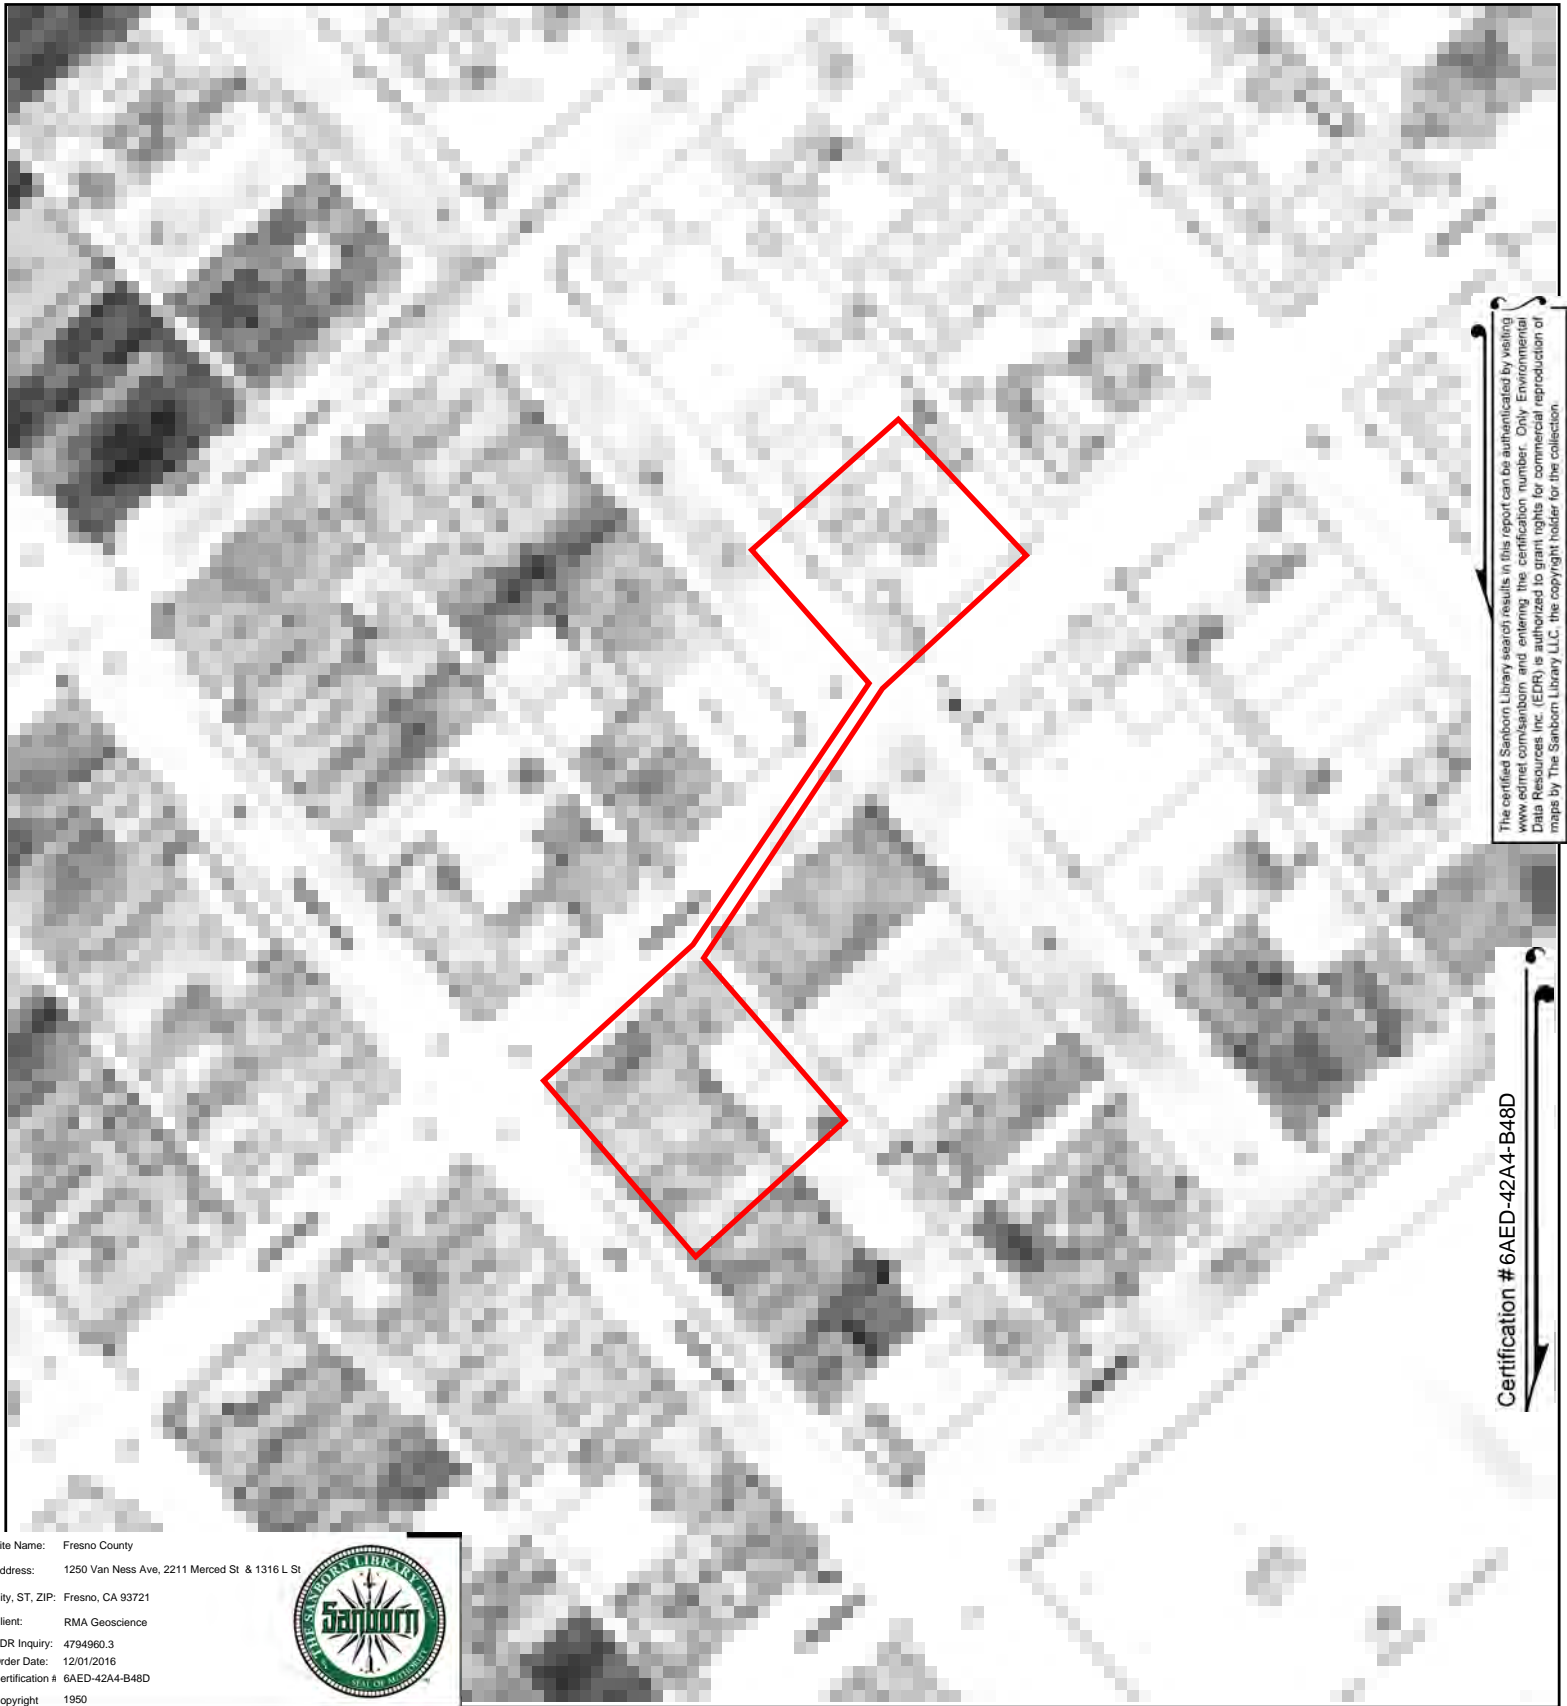 The certified Sanborn Library search results in this report can be authenticated by visiting
www.edrnet.com/sanborn and entering the certification number. Only Environmental
Data Resources Inc. (EDR) is authorized to grant rights for commercial reproduction of
maps by The Sanborn Library LLC, the copyright holder for the collection.
Certification # 6AED-42A4-B48D
ite Name: Fresno County
ddress: 1250 Van Ness Ave, 2211 Merced St & 1316 L St
ity, ST, ZIP: Fresno, CA 93721
lient: RMA Geoscience
DR Inquiry: 4794960.3
rder Date: 12/01/2016
ertification # 6AED-42A4-B48D
opyright 1950
THE SANBORN LIBRARY, LLC
Sanborn
SEAL OF AUTHORITY